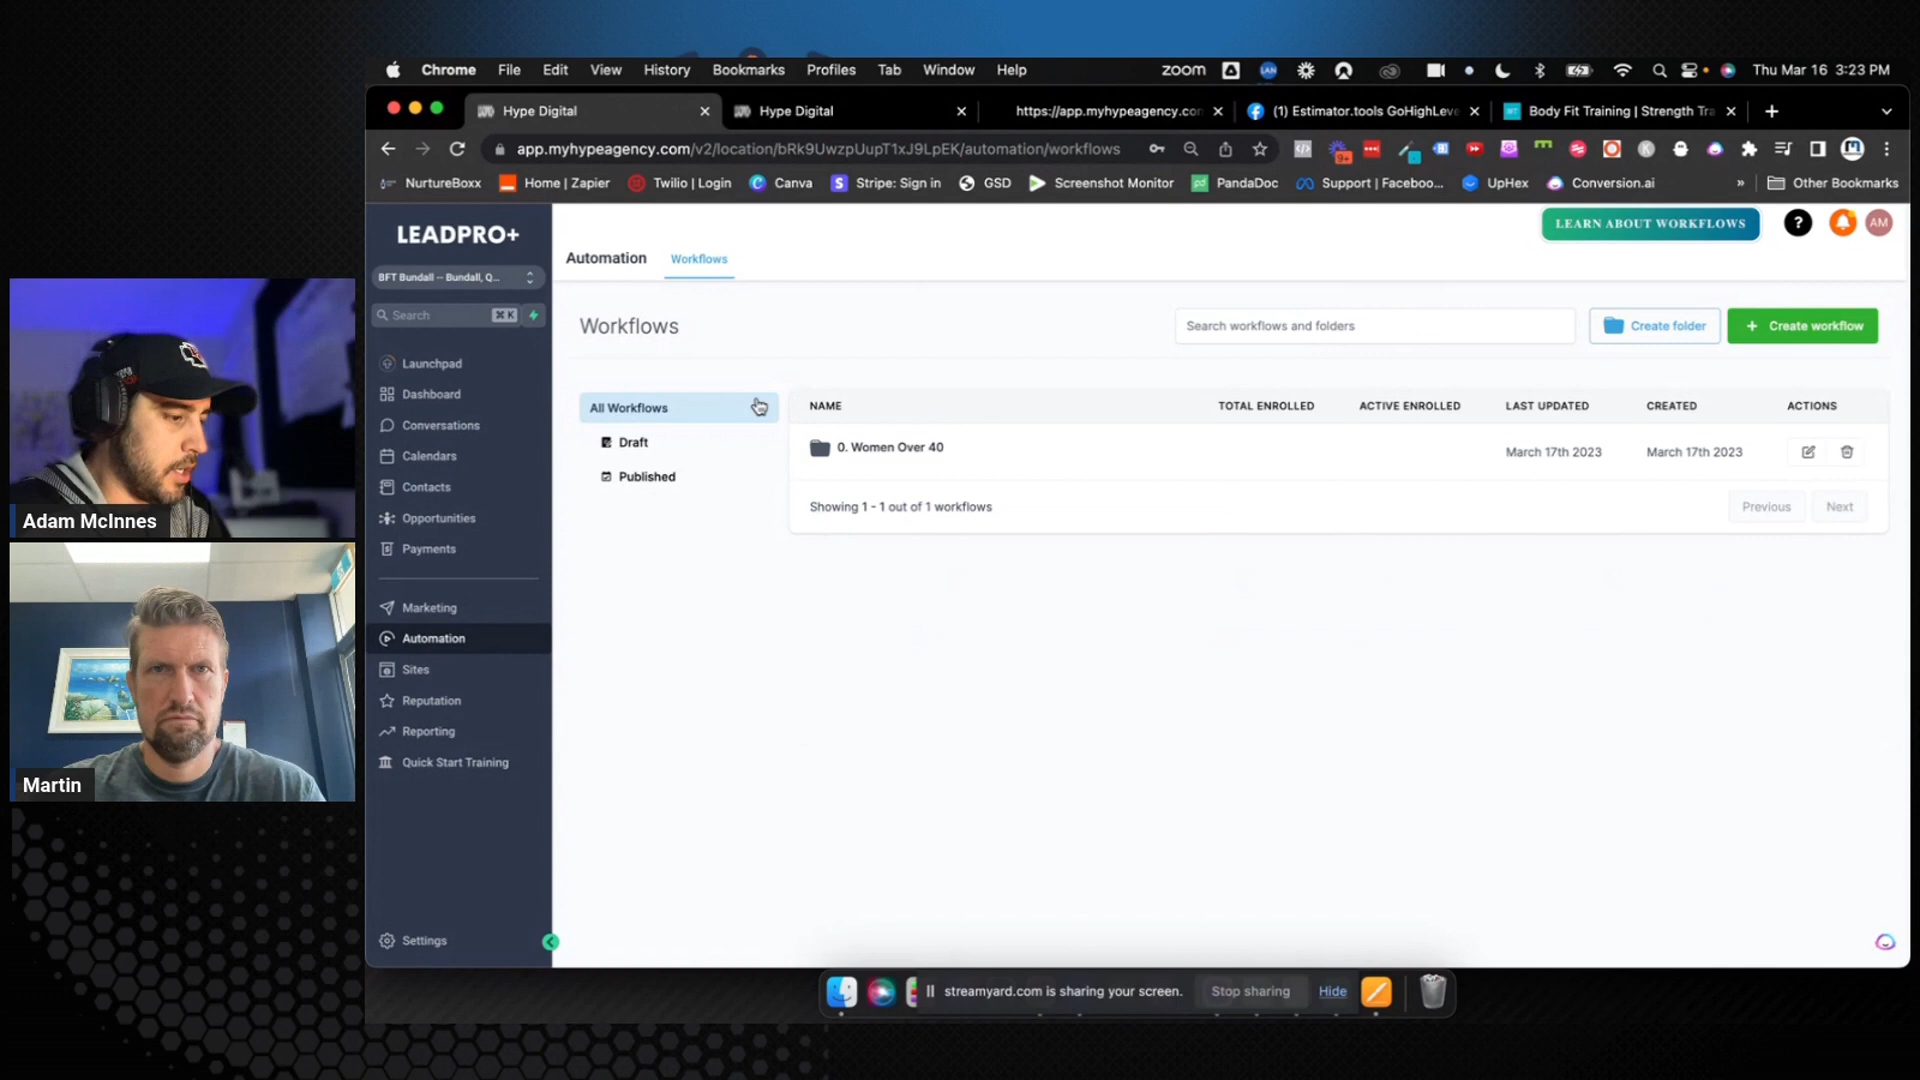 Chrome File Edit View History Bookmarks Profiles Tab Window Help zoom LAN Thu Mar 16 3:23 PM
Hype Digital Hype Digital https://app.myhypeagency.con (1) Estimator.tools GoHighLeve Body Fit Training | Strength Tra
app.myhypeagency.com/v2/location/bRk9UwzpUupT1xJ9LpEK/automation/workflows 9+
NurtureBoxx Home | Zapier Twilio | Login Canva Stripe: Sign in GSD Screenshot Monitor PandaDoc Support | Faceboo... UpHex Conversion.ai » Other Bookmarks
LEADPRO+
LEARN ABOUT WORKFLOWS ? AM
Automation Workflows
BFT Bundall -- Bundall, Q...
Search ⌘ K
Launchpad
Dashboard
Conversations
Calendars
Contacts
Opportunities
Payments
Marketing
Automation
Sites
Reputation
Reporting
Quick Start Training
Settings
Workflows
Search workflows and folders
Create folder
+ Create workflow
All Workflows
Draft
Published
NAME TOTAL ENROLLED ACTIVE ENROLLED LAST UPDATED CREATED ACTIONS
0. Women Over 40 March 17th 2023 March 17th 2023
Showing 1 - 1 out of 1 workflows
Previous Next
Adam McInnes
Martin
streamyard.com is sharing your screen. Stop sharing Hide